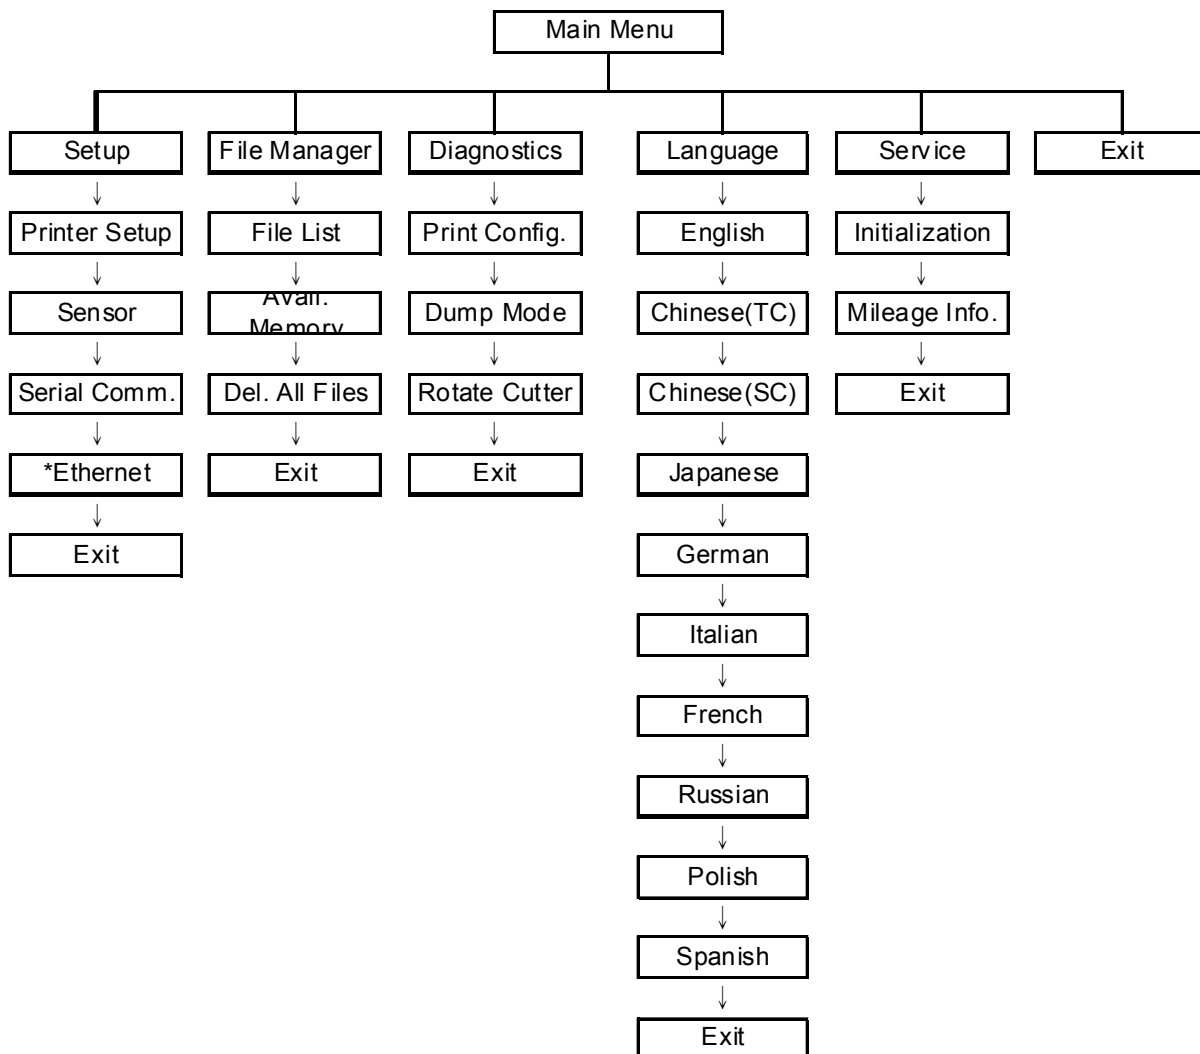 Main Menu
Setup
File Manager
Diagnostics
Language
Service
Exit
Printer Setup
File List
Print Config.
English
Initialization
Sensor
Avail.
Memory
Dump Mode
Chinese(TC)
Mileage Info.
Serial Comm.
Del. All Files
Rotate Cutter
Chinese(SC)
Exit
*Ethernet
Exit
Exit
Japanese
Exit
German
Italian
French
Russian
Polish
Spanish
Exit